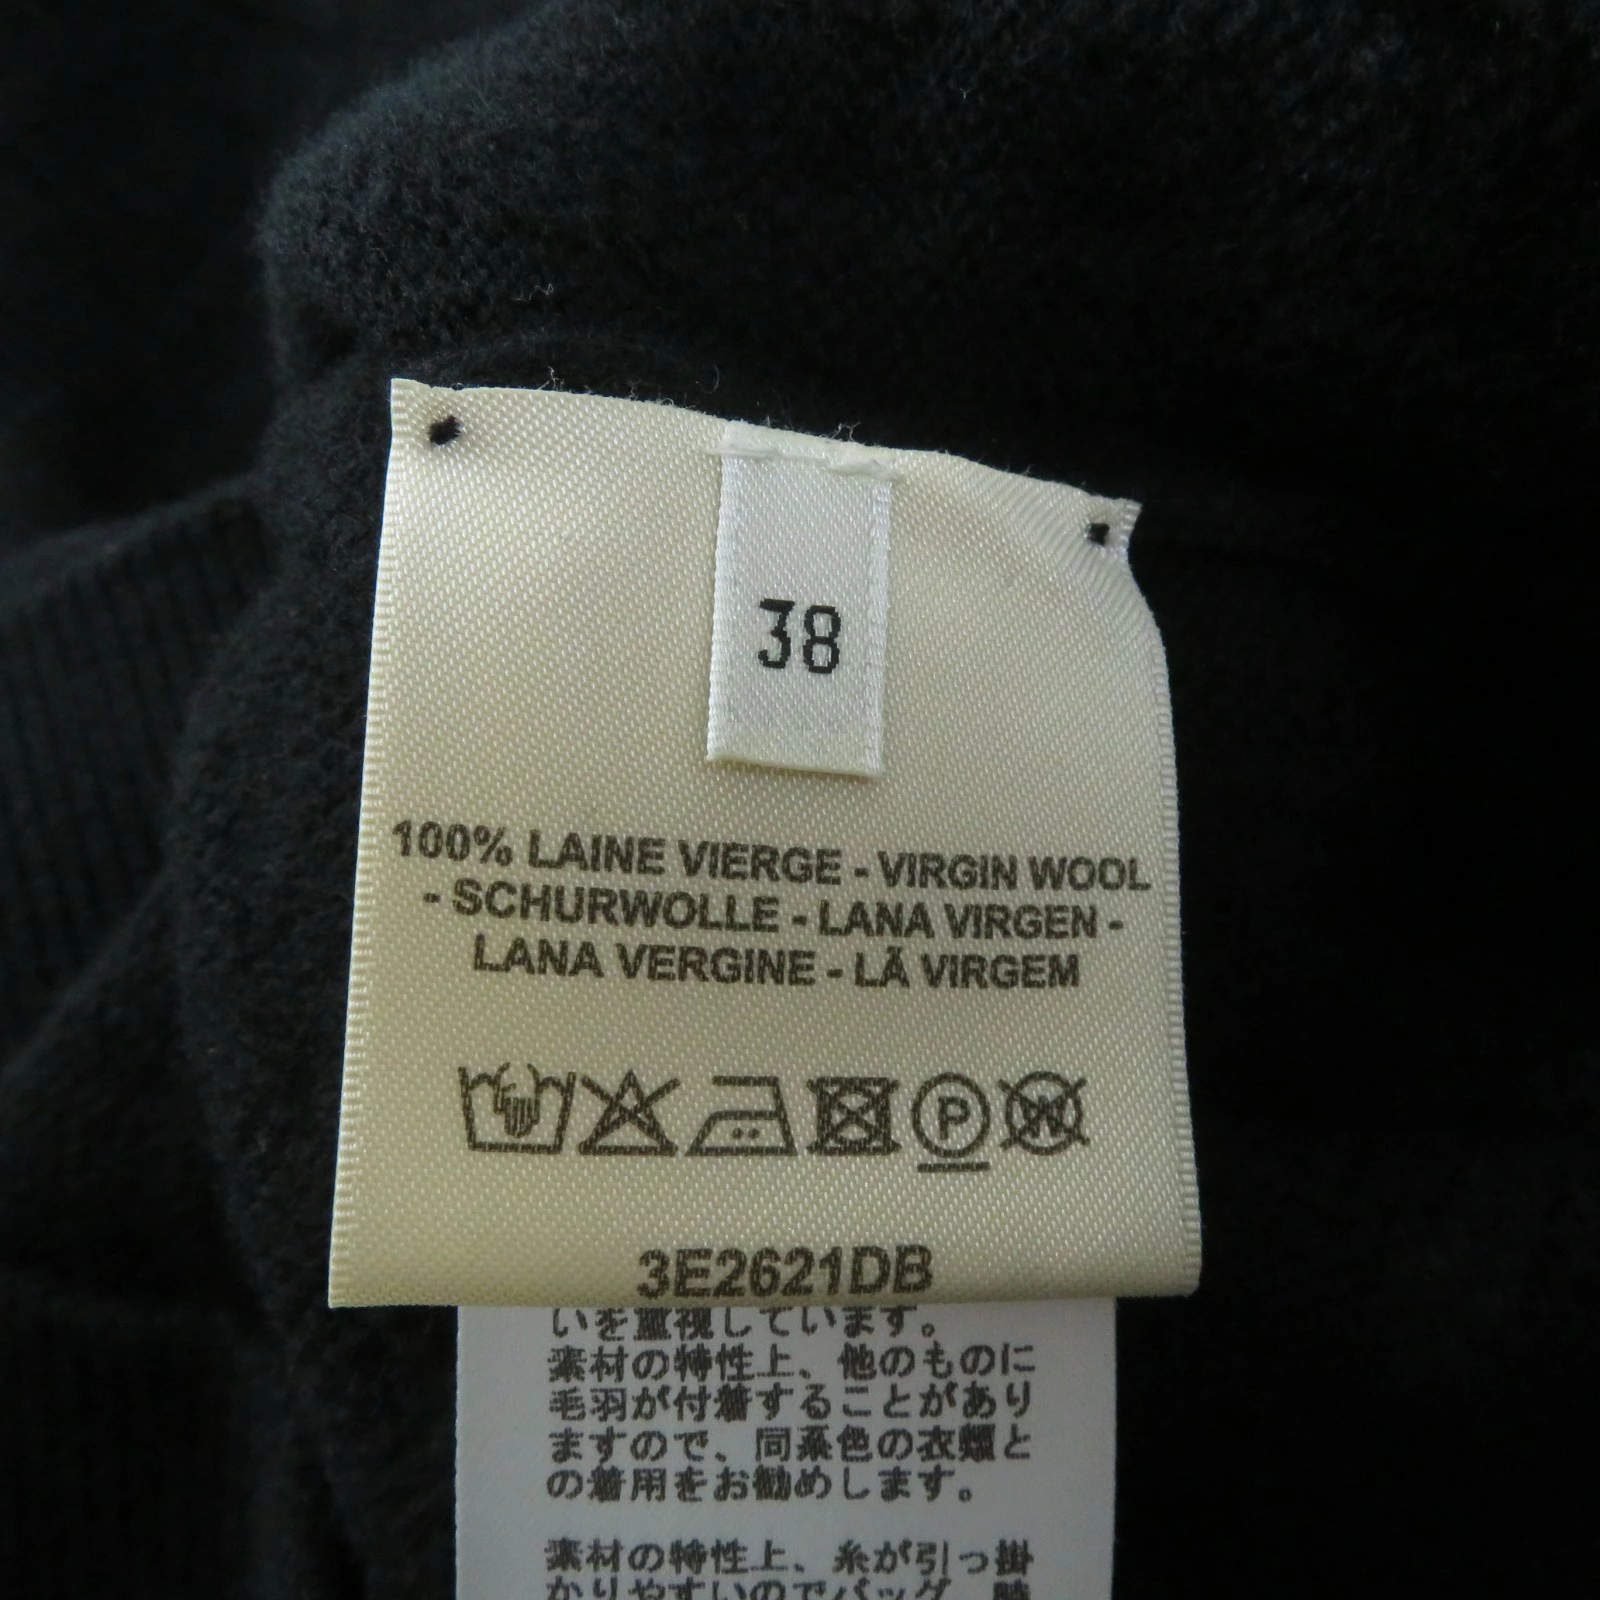 38
100% LAINE VIERGE - VIRGIN WOOL
- SCHURWOLLE - LANA VIRGEN -
LANA VERGINE - LÃ VIRGEM
P W
3E2621DB
いを重視しています。
素材の特性上、他のものに
毛羽が付着することがあり
ますので、同系色の衣類と
の着用をお勧めします。
素材の特性上、糸が引っ掛
かりやすいのでバッグ、時